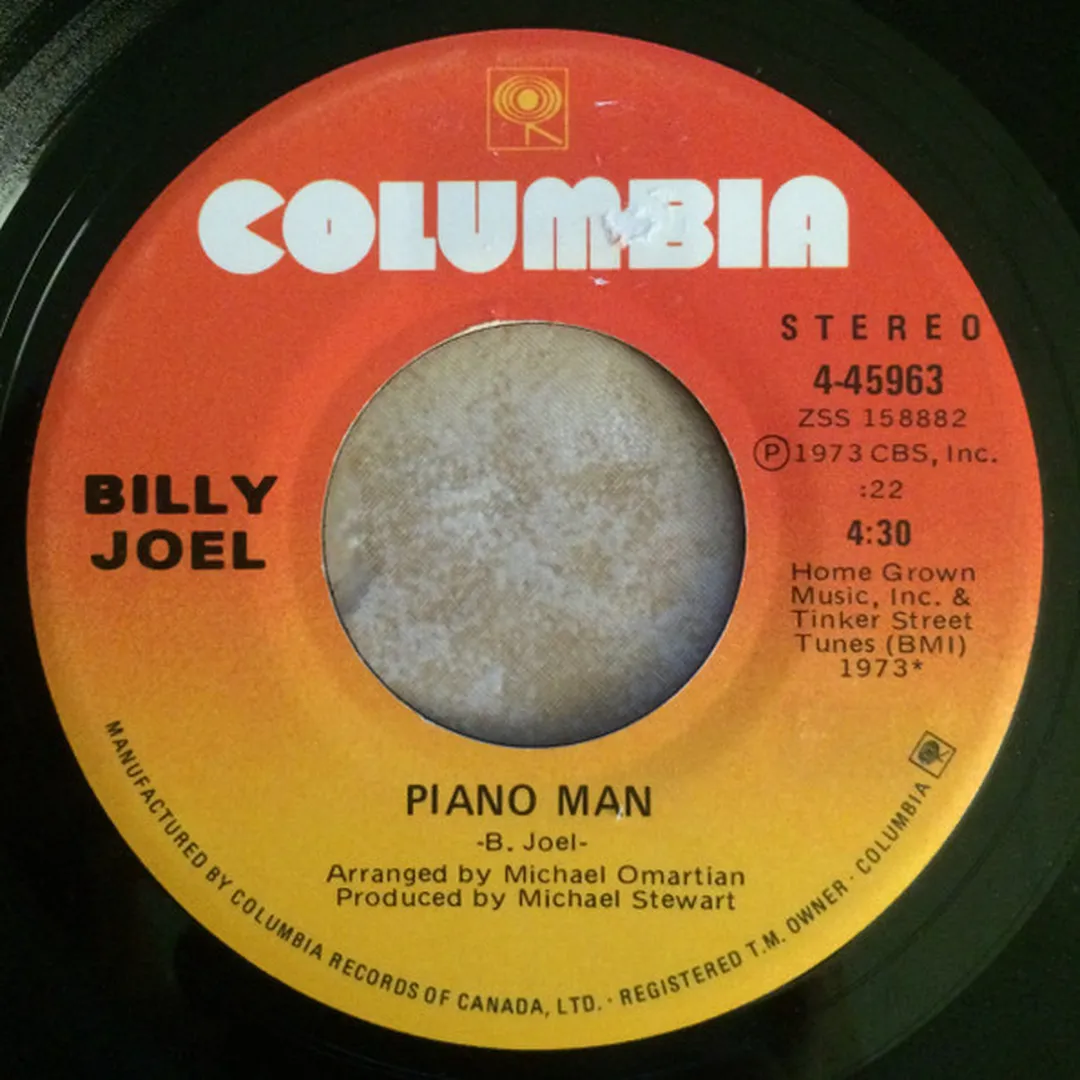 COLUMBIA
STEREO
4-45963
ZSS 158882
Ⓟ1973 CBS, Inc.
:22
4:30
Home Grown
Music, Inc. &
Tinker Street
Tunes (BMI)
1973*
BILLY
JOEL
PIANO MAN
-B. Joel-
Arranged by Michael Omartian
Produced by Michael Stewart
MANUFACTURED BY COLUMBIA RECORDS OF CANADA, LTD. · REGISTERED T.M. OWNER · COLUMBIA